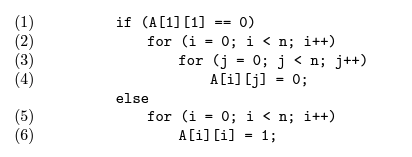 (1) if (A[1][1] == 0)
(2) for (i = 0; i < n; i++)
(3) for (j = 0; j < n; j++)
(4) A[i][j] = 0;
else
(5) for (i = 0; i < n; i++)
(6) A[i][i] = 1;